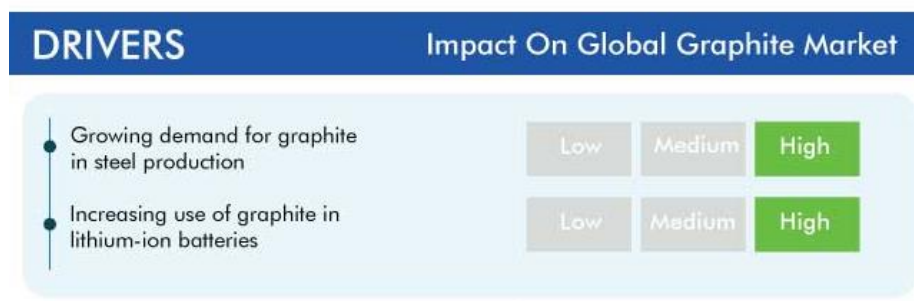 DRIVERS Impact On Global Graphite Market
Growing demand for graphite
in steel production
Low Medium High
Increasing use of graphite in
lithium-ion batteries
Low Medium High